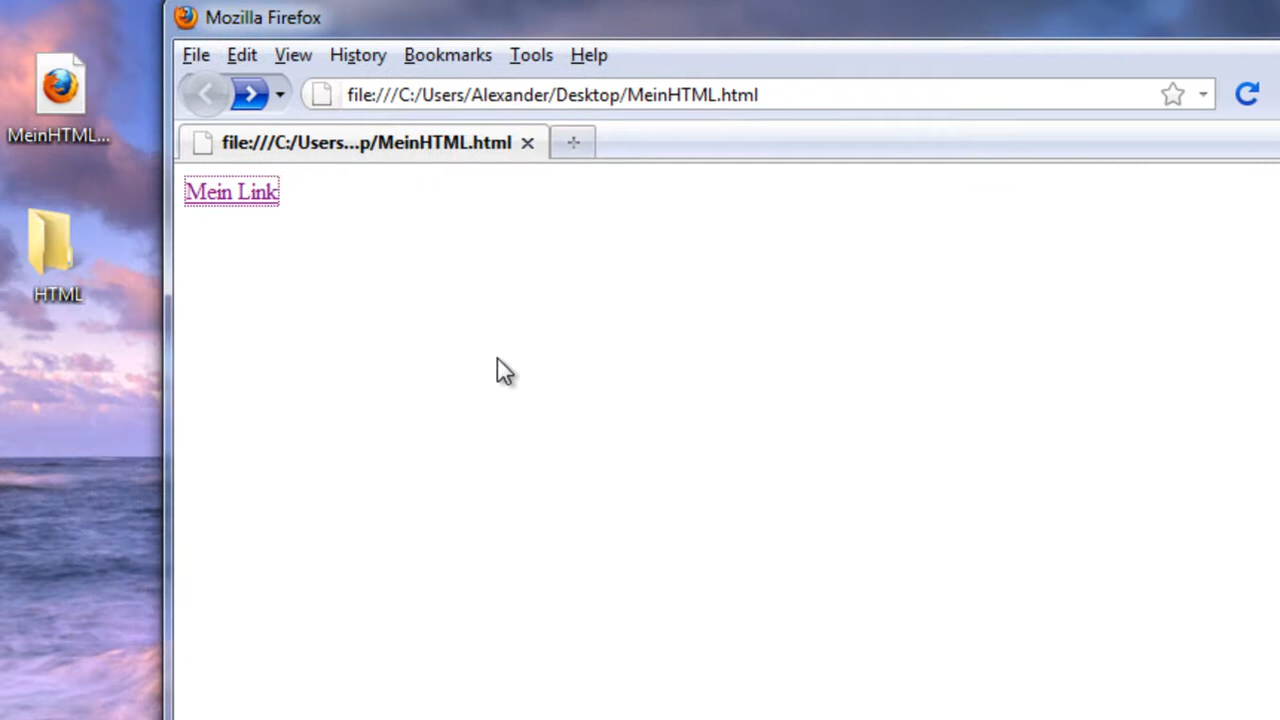 Mozilla Firefox
File Edit View History Bookmarks Tools Help
file:///C:/Users/Alexander/Desktop/MeinHTML.html
file:///C:/Users...p/MeinHTML.html
Mein Link
MeinHTML...
HTML